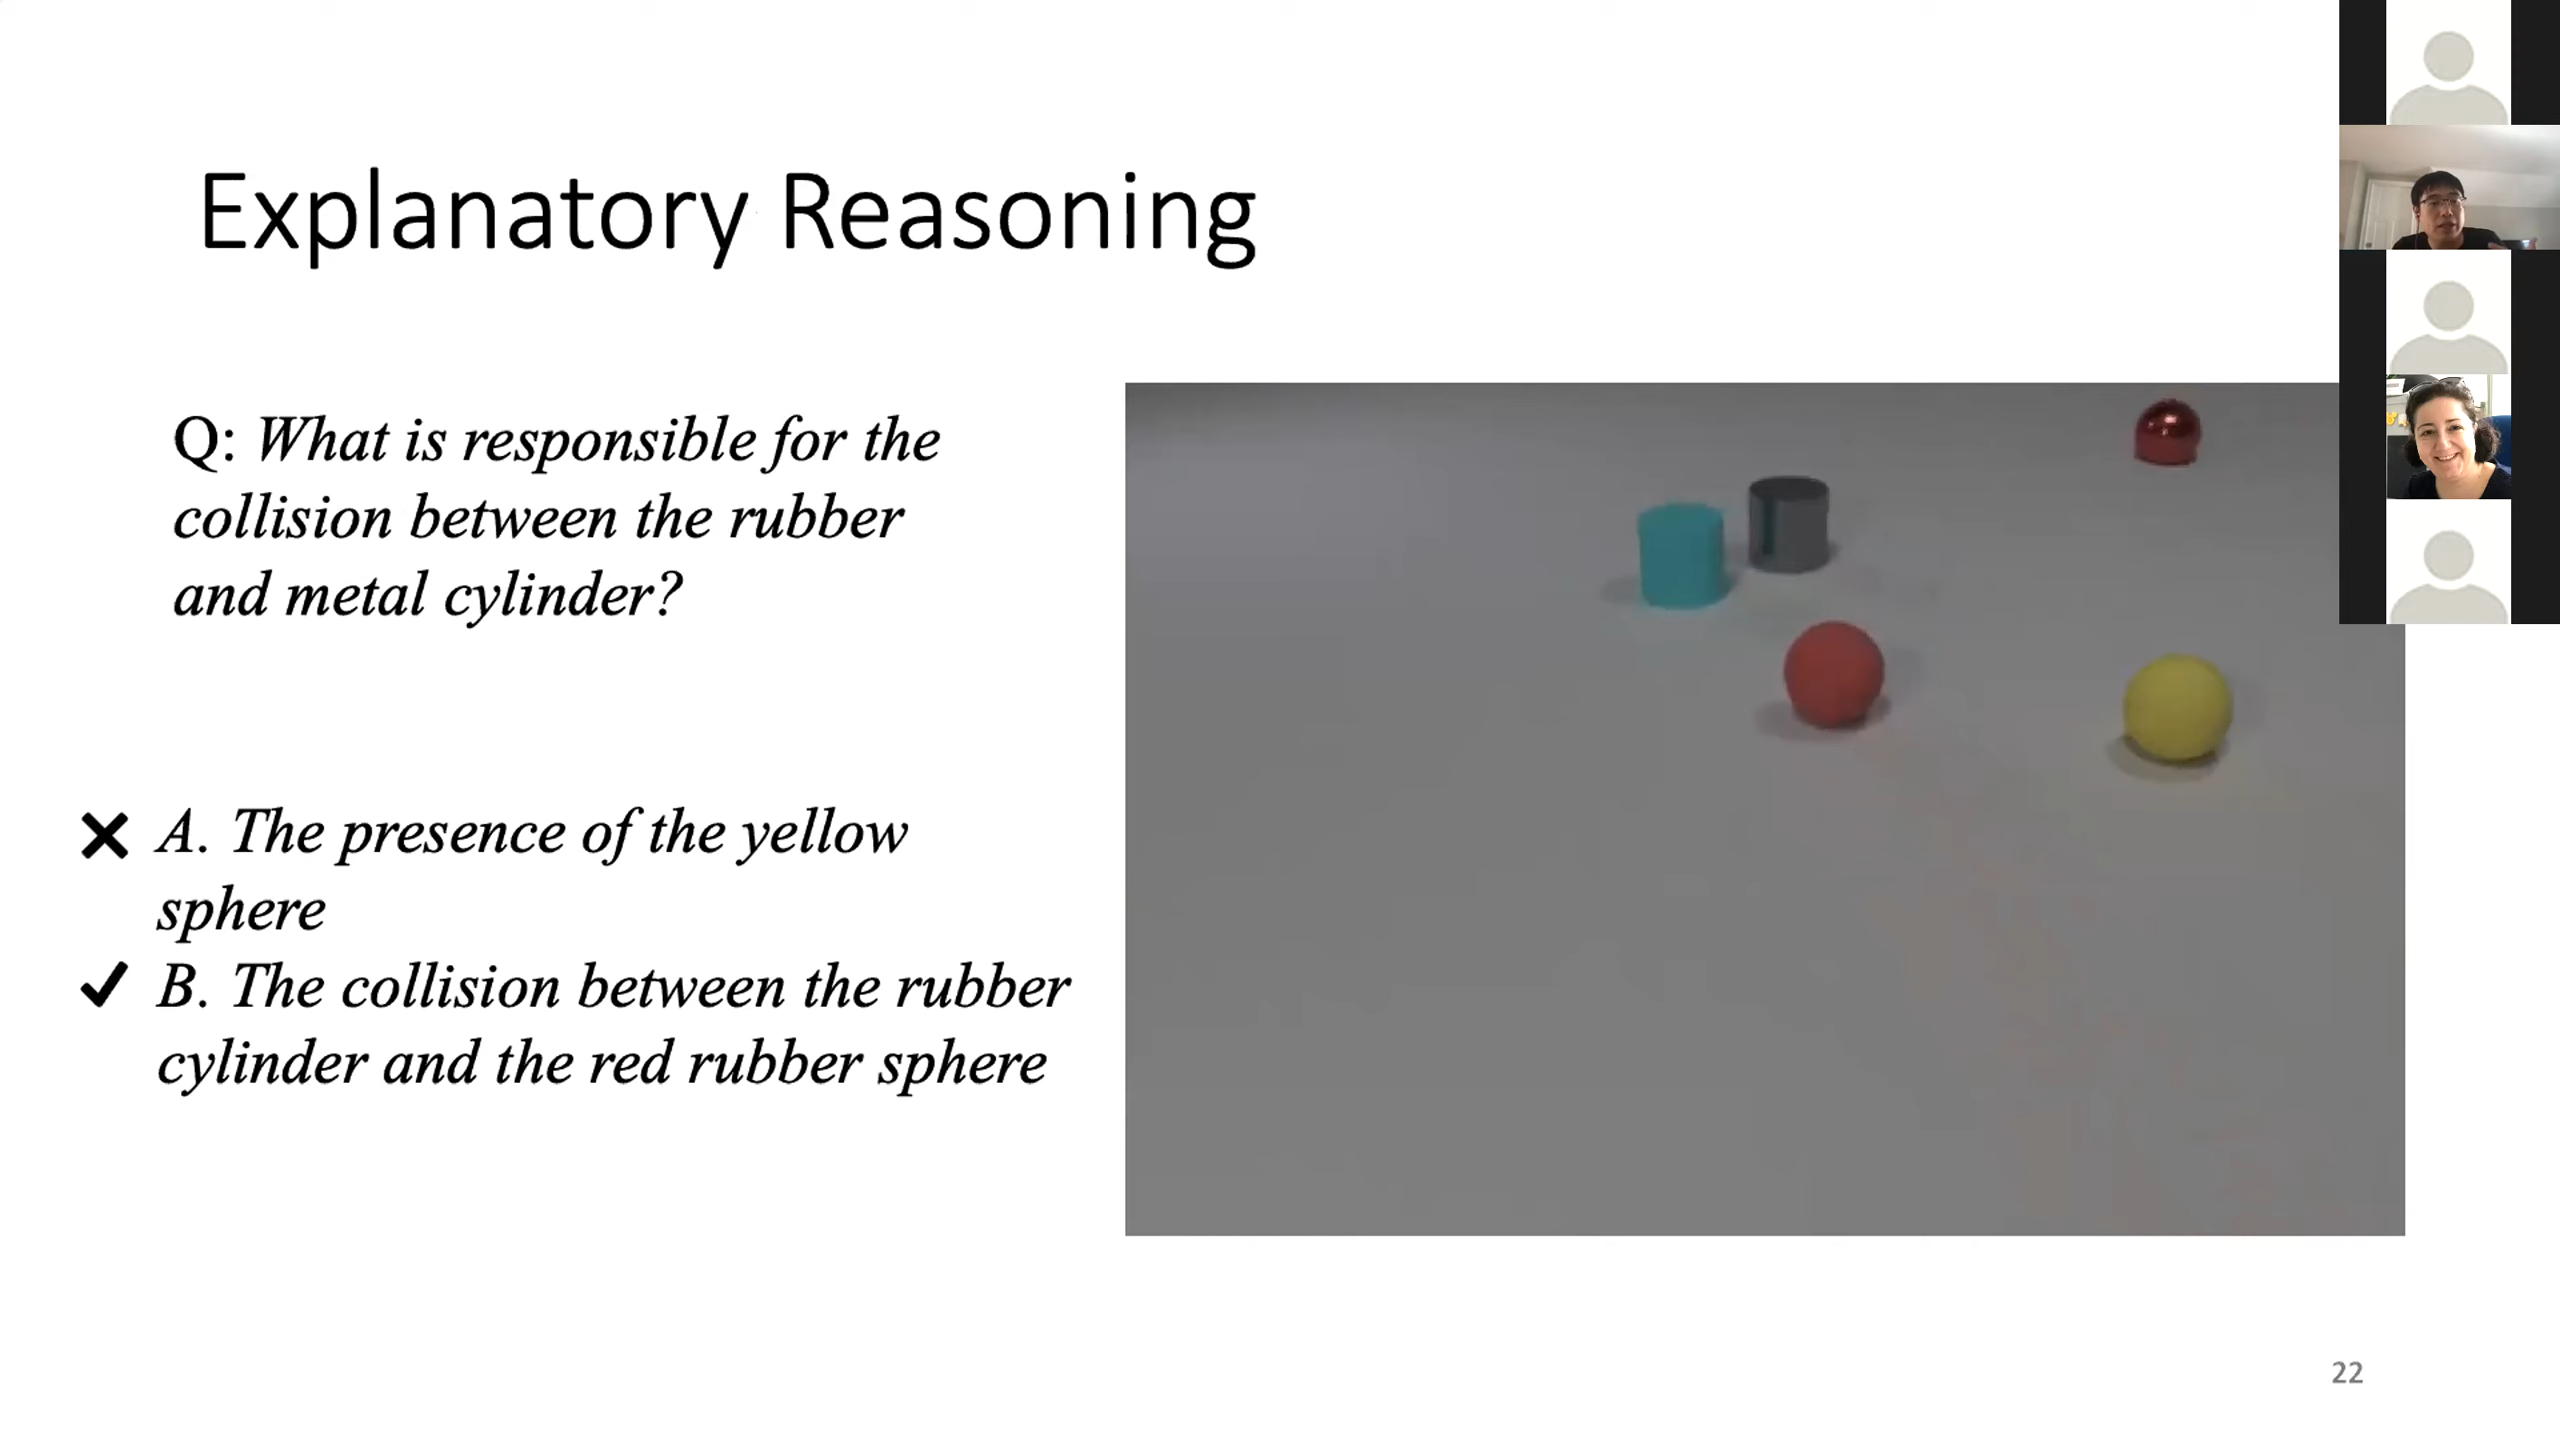 Explanatory Reasoning
Q: What is responsible for the
collision between the rubber
and metal cylinder?
A. The presence of the yellow
sphere
B. The collision between the rubber
cylinder and the red rubber sphere
22